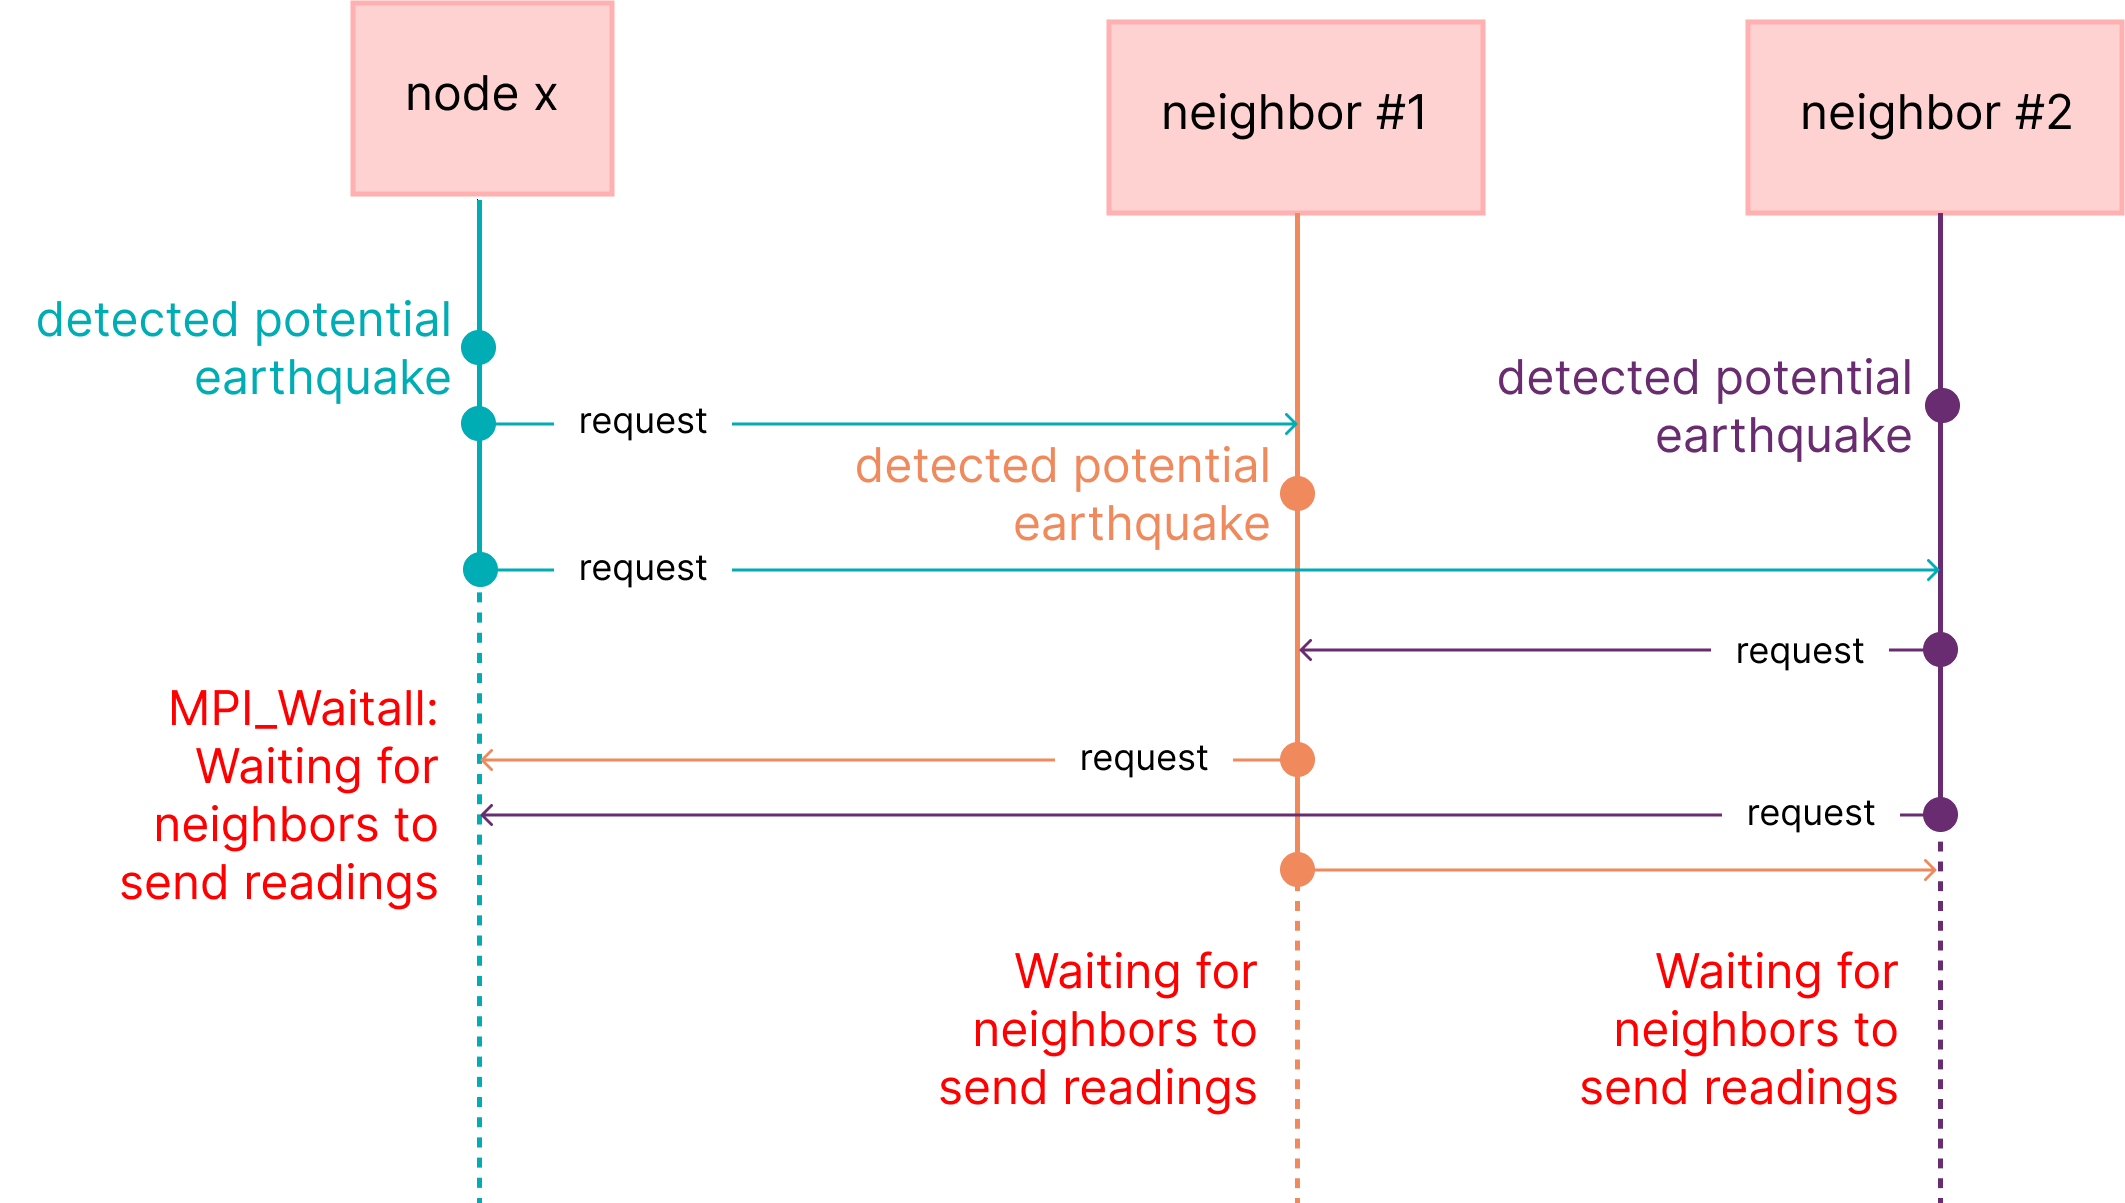 node x
neighbor #1
neighbor #2
detected potential
earthquake
detected potential
earthquake
request
detected potential
earthquake
request
request
MPI_Waitall:
Waiting for
neighbors to
send readings
request
request
Waiting for
neighbors to
send readings
Waiting for
neighbors to
send readings